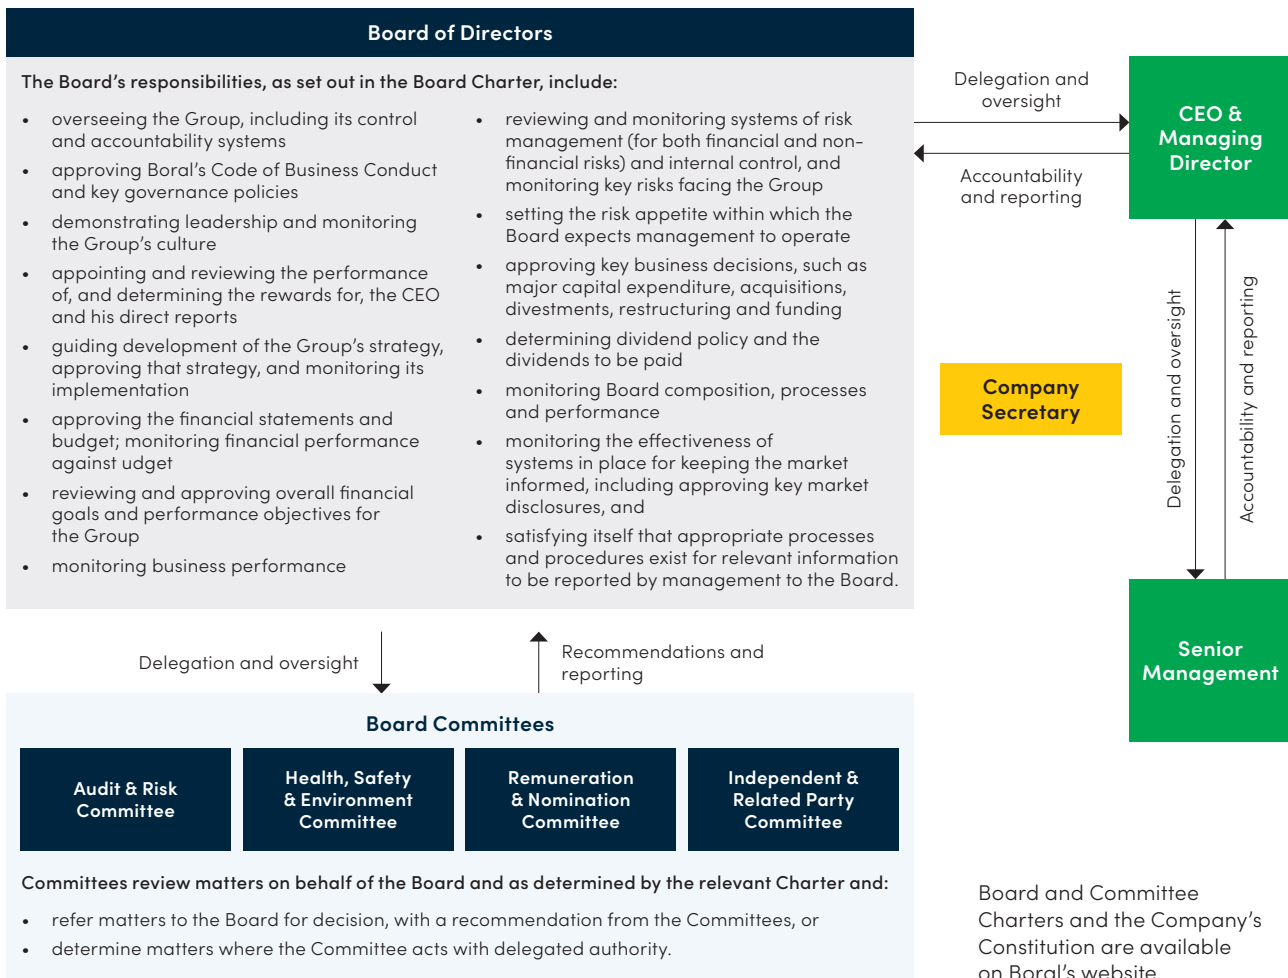 Board of Directors
The Board's responsibilities, as set out in the Board Charter, include:
• overseeing the Group, including its control
and accountability systems
• approving Boral's Code of Business Conduct
and key governance policies
• demonstrating leadership and monitoring
the Group's culture
• appointing and reviewing the performance
of, and determining the rewards for, the CEO
and his direct reports
• guiding development of the Group's strategy,
approving that strategy, and monitoring its
implementation
• approving the financial statements and
budget; monitoring financial performance
against udget
• reviewing and approving overall financial
goals and performance objectives for
the Group
• monitoring business performance
• reviewing and monitoring systems of risk
management (for both financial and non-
financial risks) and internal control, and
monitoring key risks facing the Group
• setting the risk appetite within which the
Board expects management to operate
• approving key business decisions, such as
major capital expenditure, acquisitions,
divestments, restructuring and funding
• determining dividend policy and the
dividends to be paid
• monitoring Board composition, processes
and performance
• monitoring the effectiveness of
systems in place for keeping the market
informed, including approving key market
disclosures, and
• satisfying itself that appropriate processes
and procedures exist for relevant information
to be reported by management to the Board.
Delegation and
oversight
Accountability
and reporting
CEO &
Managing
Director
Delegation and oversight
Accountability and reporting
Company
Secretary
Senior
Management
Delegation and oversight
Recommendations and
reporting
Board Committees
Audit & Risk
Committee
Health, Safety
& Environment
Committee
Remuneration
& Nomination
Committee
Independent &
Related Party
Committee
Committees review matters on behalf of the Board and as determined by the relevant Charter and:
• refer matters to the Board for decision, with a recommendation from the Committees, or
• determine matters where the Committee acts with delegated authority.
Board and Committee
Charters and the Company's
Constitution are available
on Boral's website